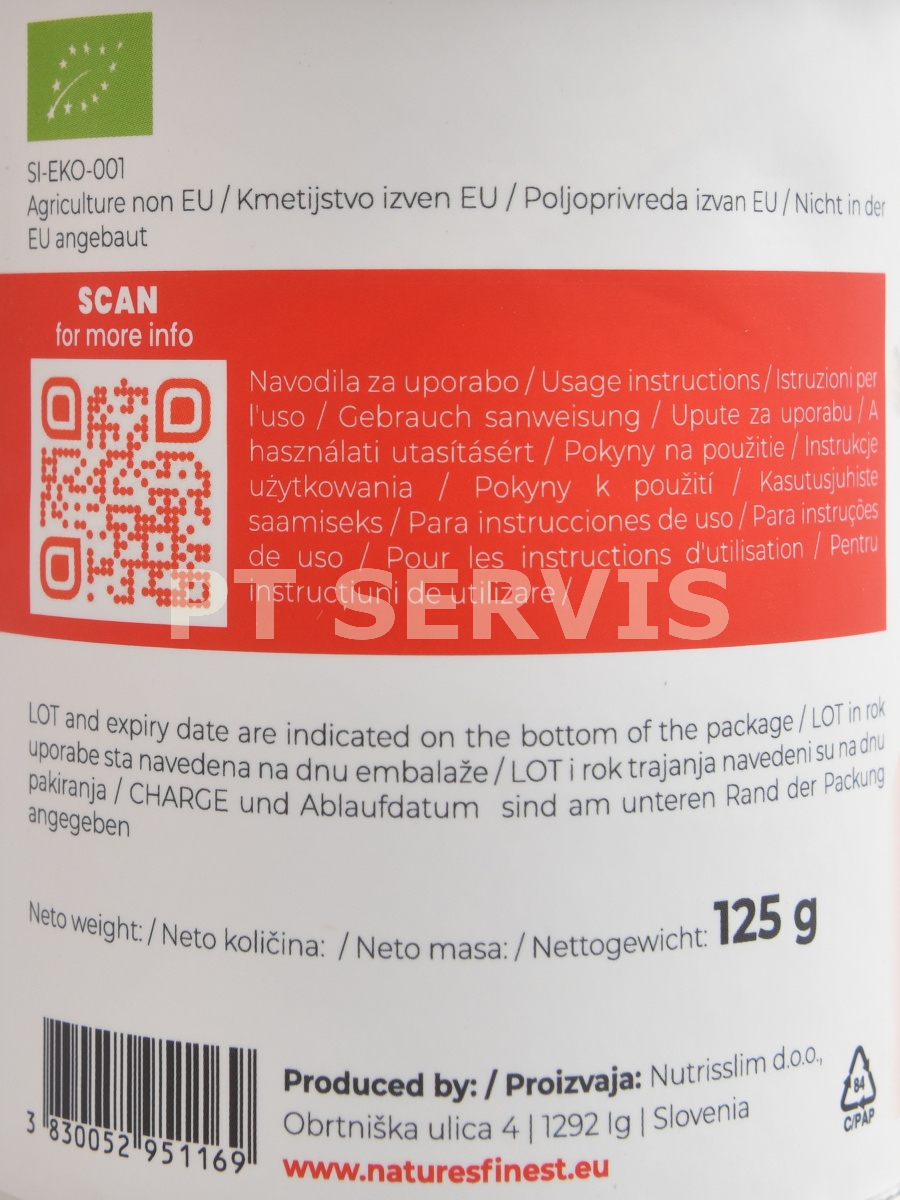 SI-EKO-001
Agriculture non EU / Kmetijstvo izven EU / Poljoprivreda izvan EU / Nicht in der
EU angebaut
SCAN
for more info
Navodila za uporabo / Usage instructions / Istruzioni per
l'uso / Gebrauch sanweisung / Upute za uporabu / A
használati utasításért / Pokyny na použitie / Instrukcje
użytkowania / Pokyny k použití / Kasutusjuhiste
saamiseks / Para instrucciones de uso / Para instruções
de uso / Pour les instructions d'utilisation / Pentru
instrucțiuni de utilizare /
PT SERVIS
LOT and expiry date are indicated on the bottom of the package / LOT in rok
uporabe sta navedena na dnu embalaže / LOT i rok trajanja navedeni su na dnu
pakiranja / CHARGE und Ablaufdatum sind am unteren Rand der Packung
angegeben
Neto weight: / Neto količina: / Neto masa: / Nettogewicht: 125 g
3 830052 951169
Produced by: / Proizvaja: Nutrisslim d.o.o.,
Obrtniška ulica 4 | 1292 Ig | Slovenia
www.naturesfinest.eu
84
C/PAP